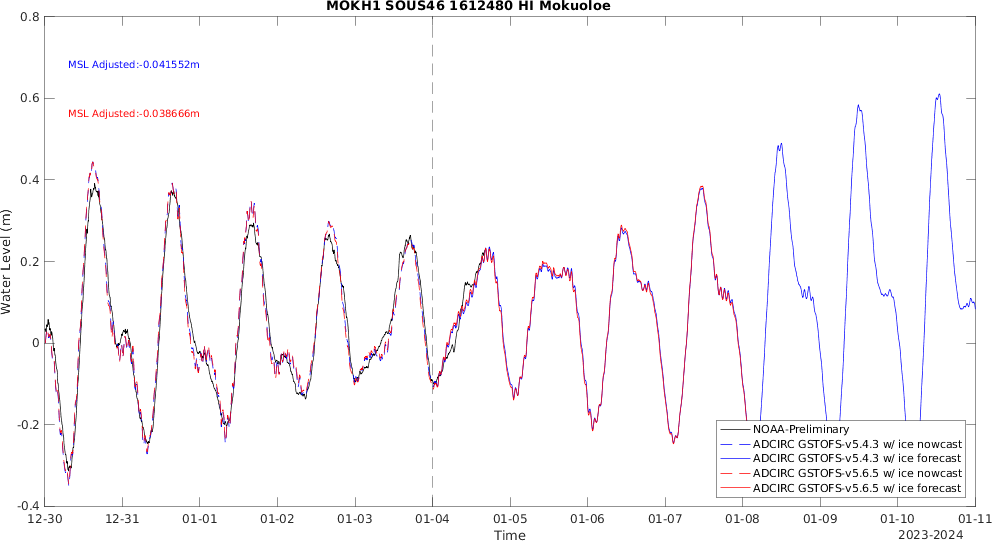 MOKH1 SOUS46 1612480 HI Mokuoloe
0.8
MSL Adjusted:-0.041552m
0.6
MSL Adjusted:-0.038666m
0.4
0.2
0
-0.2
-0.4
Water Level (m)
NOAA-Preliminary
ADCIRC GSTOFS-v5.4.3 w/ ice nowcast
ADCIRC GSTOFS-v5.4.3 w/ ice forecast
ADCIRC GSTOFS-v5.6.5 w/ ice nowcast
ADCIRC GSTOFS-v5.6.5 w/ ice forecast
12-30 12-31 01-01 01-02 01-03 01-04 01-05 01-06 01-07 01-08 01-09 01-10 01-11
Time
2023-2024